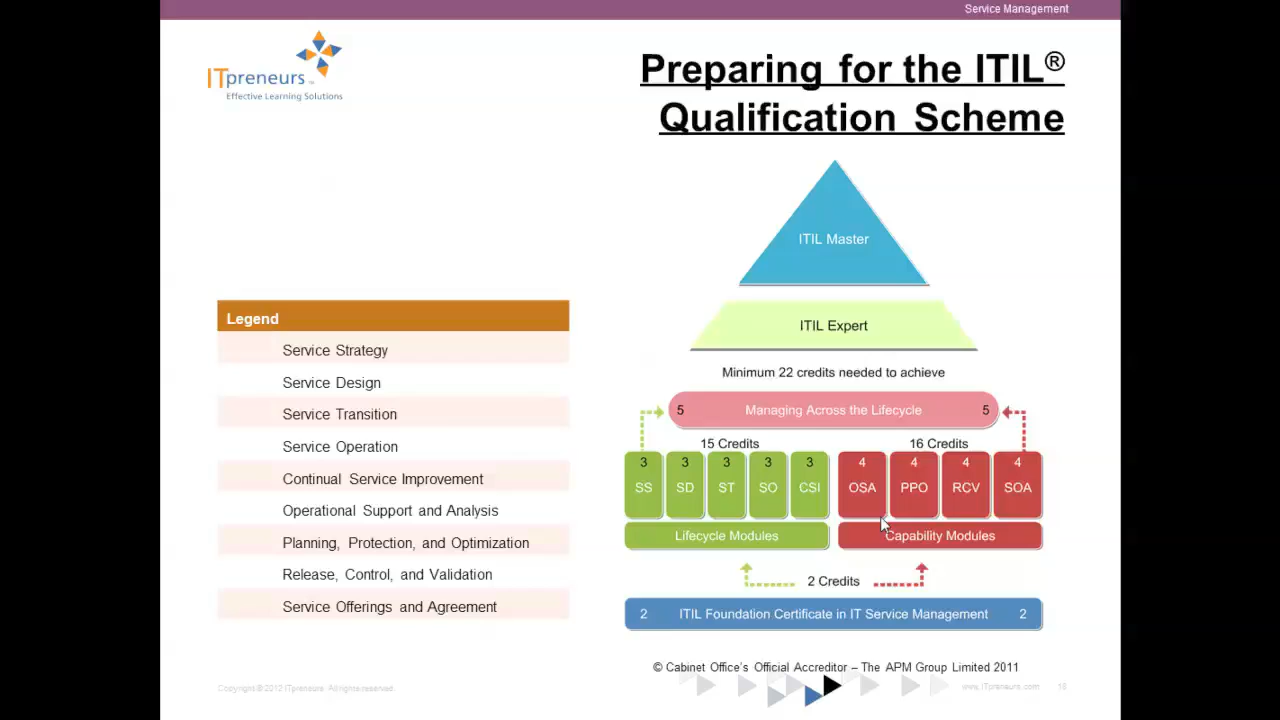 Service Management
ITpreneurs
Effective Learning Solutions
Preparing for the ITIL®
Qualification Scheme
ITIL Master
ITIL Expert
Minimum 22 credits needed to achieve
5 Managing Across the Lifecycle 5
15 Credits 16 Credits
3 3 3 3 3 4 4 4 4
SS SD ST SO CSI OSA PPO RCV SOA
Lifecycle Modules Capability Modules
2 Credits
2 ITIL Foundation Certificate in IT Service Management 2
© Cabinet Office's Official Accreditor – The APM Group Limited 2011
Legend
Service Strategy
Service Design
Service Transition
Service Operation
Continual Service Improvement
Operational Support and Analysis
Planning, Protection, and Optimization
Release, Control, and Validation
Service Offerings and Agreement
Copyright © 2012 ITpreneurs. All rights reserved.
www.ITpreneurs.com